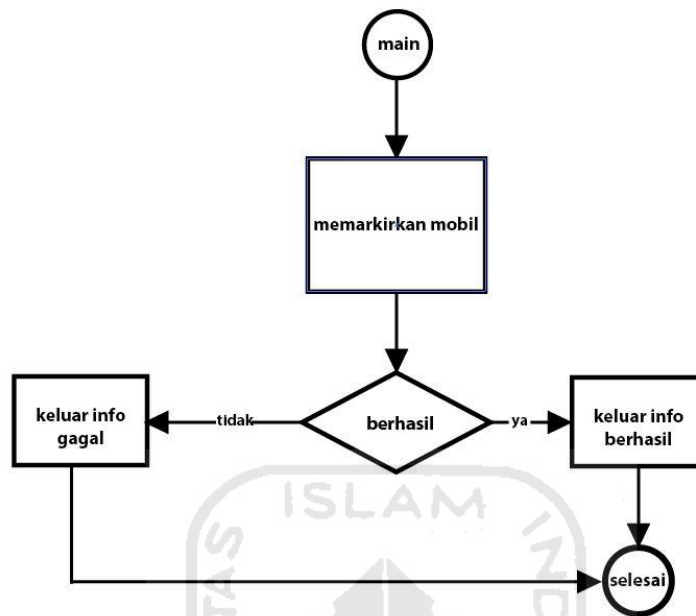 main
memarkirkan mobil
keluar info
gagal
tidak
berhasil
ya
keluar info
berhasil
ISLAM
selesai